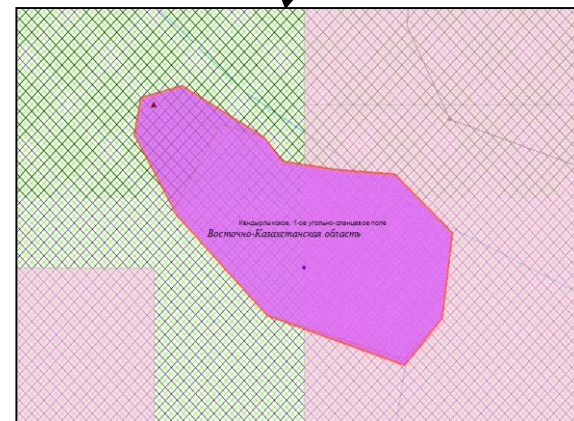 Кендырлыкское, 1-ое угольно-сланцевое поле
Восточно-Казахстанская область